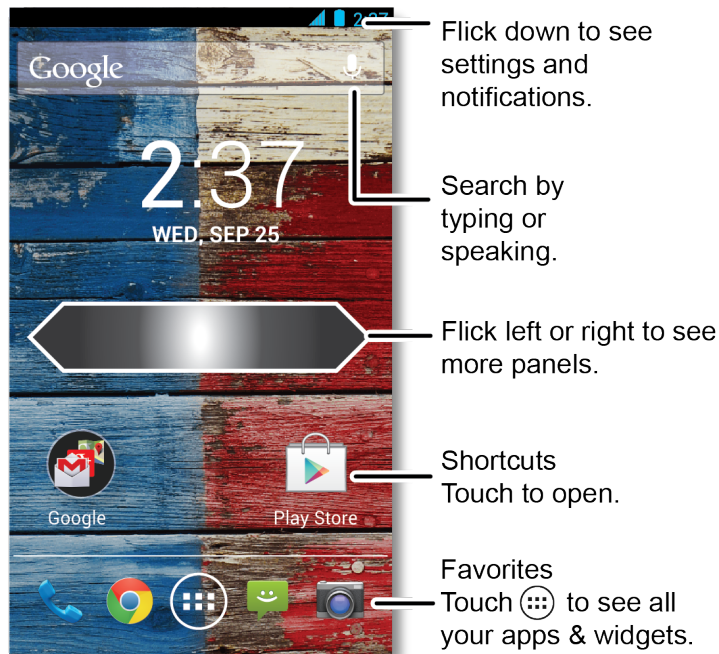 2:37
Flick down to see
settings and
notifications.
Google
2:37
WED, SEP 25
Search by
typing or
speaking.
Flick left or right to see
more panels.
Google
Play Store
Shortcuts
Touch to open.
Favorites
Touch to see all
your apps & widgets.